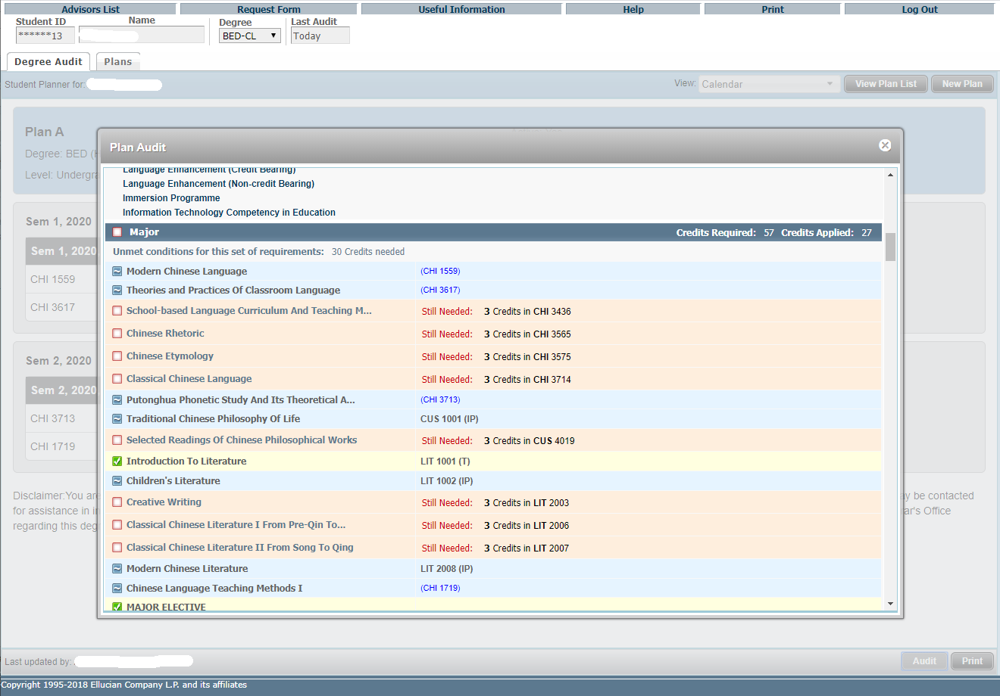 Advisors List Request Form Useful Information Help Print Log Out
Student ID Name Degree Last Audit
******13 BED-CL Today
Degree Audit Plans
Student Planner for: View: Calendar View Plan List New Plan
Plan A
Degree: BED
Level: Undergra
Plan Audit
Language Enhancement (Credit Bearing)
Language Enhancement (Non-credit Bearing)
Immersion Programme
Information Technology Competency in Education
Major Credits Required: 57 Credits Applied: 27
Unmet conditions for this set of requirements: 30 Credits needed
Modern Chinese Language (CHI 1559)
Theories and Practices Of Classroom Language (CHI 3617)
School-based Language Curriculum And Teaching M... Still Needed: 3 Credits in CHI 3436
Chinese Rhetoric Still Needed: 3 Credits in CHI 3565
Chinese Etymology Still Needed: 3 Credits in CHI 3575
Classical Chinese Language Still Needed: 3 Credits in CHI 3714
Putonghua Phonetic Study And Its Theoretical A... (CHI 3713)
Traditional Chinese Philosophy Of Life CUS 1001 (IP)
Selected Readings Of Chinese Philosophical Works Still Needed: 3 Credits in CUS 4019
Introduction To Literature LIT 1001 (T)
Children's Literature LIT 1002 (IP)
Creative Writing Still Needed: 3 Credits in LIT 2003
Classical Chinese Literature I From Pre-Qin To... Still Needed: 3 Credits in LIT 2006
Classical Chinese Literature II From Song To Qing Still Needed: 3 Credits in LIT 2007
Modern Chinese Literature LIT 2008 (IP)
Chinese Language Teaching Methods I (CHI 1719)
MAJOR ELECTIVE
Sem 1, 2020
Sem 1, 2020
CHI 1559
CHI 3617
Sem 2, 2020
Sem 2, 2020
CHI 3713
CHI 1719
Disclaimer:You are ay be contacted
for assistance in in ar's Office
regarding this deg
Last updated by: Audit Print
Copyright 1995-2018 Ellucian Company L.P. and its affiliates